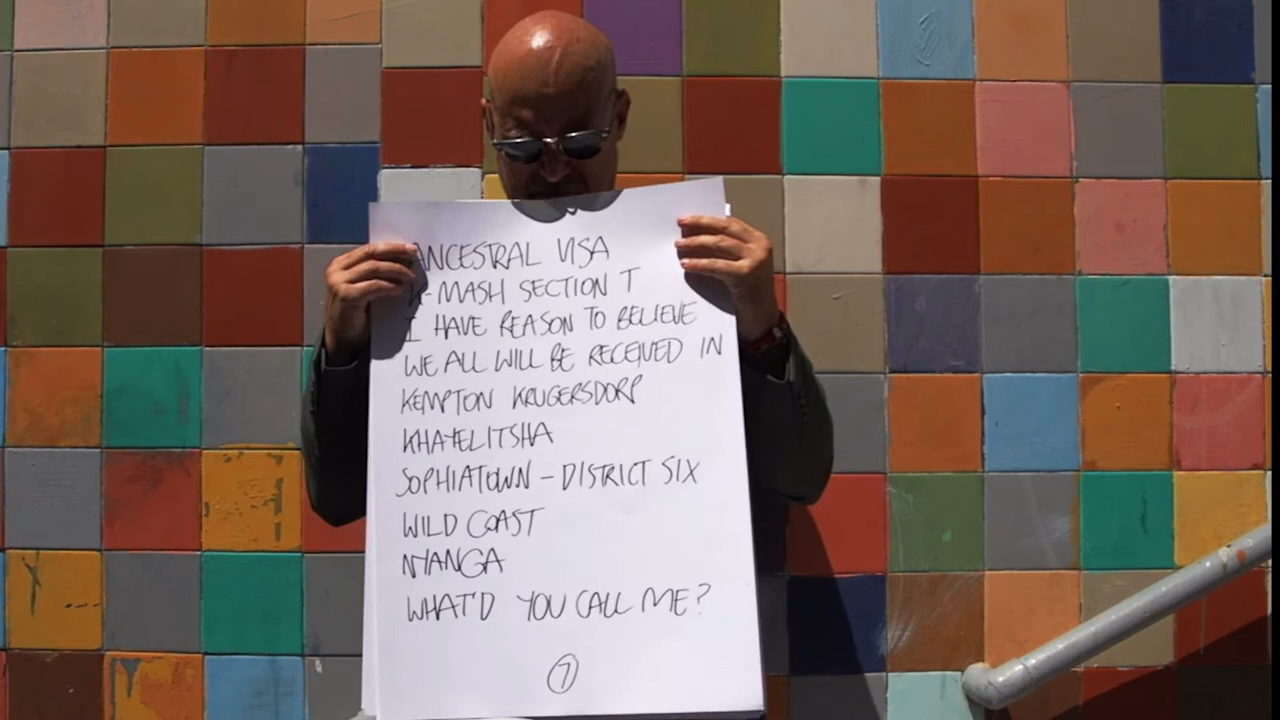 ANCESTRAL VISA
K-MASH SECTION T
I HAVE REASON TO BELIEVE
WE ALL WILL BE RECEIVED IN
KEMPTON KRUGERSDORP
KHAYELITSHA
SOPHIATOWN – DISTRICT SIX
WILD COAST
NYANGA
WHAT'D YOU CALL ME?
7